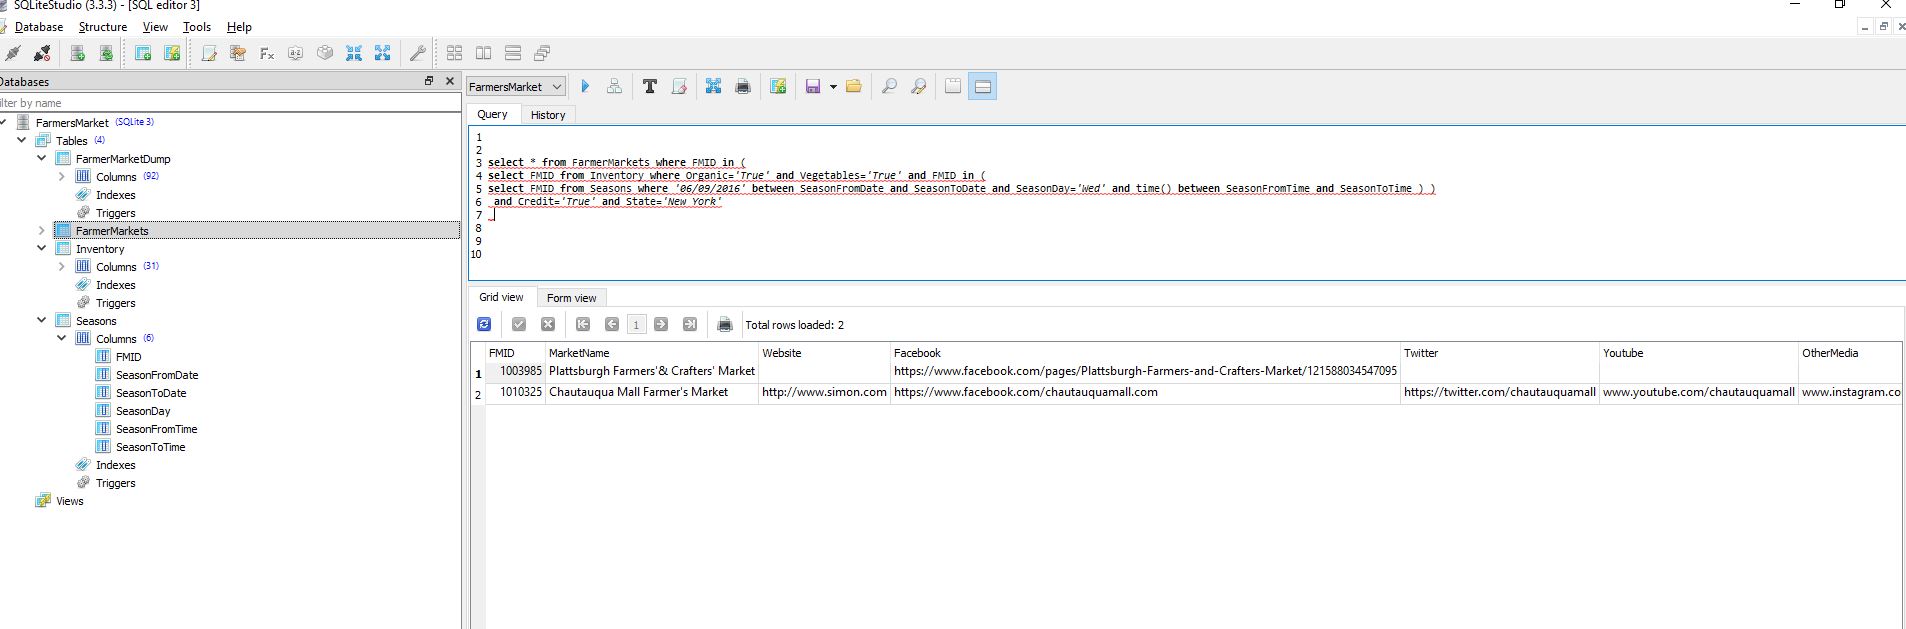 SQLiteStudio (3.3.3) - [SQL editor 3]
Database Structure View Tools Help
Databases
ilter by name
FarmersMarket (SQLite 3)
Tables (4)
FarmerMarketDump
Columns (92)
Indexes
Triggers
FarmerMarkets
Inventory
Columns (31)
Indexes
Triggers
Seasons
Columns (6)
FMID
SeasonFromDate
SeasonToDate
SeasonDay
SeasonFromTime
SeasonToTime
Indexes
Triggers
Views
FarmersMarket
Query History
1
2
3 select * from FarmerMarkets where FMID in (
4 select FMID from Inventory where Organic='True' and Vegetables='True' and FMID in (
5 select FMID from Seasons where '06/09/2016' between SeasonFromDate and SeasonToDate and SeasonDay='Wed' and time() between SeasonFromTime and SeasonToTime ) )
6 and Credit='True' and State='New York'
7
8
9
10
Grid view Form view
1 Total rows loaded: 2
FMID MarketName Website Facebook Twitter Youtube OtherMedia
1 1003985 Plattsburgh Farmers'& Crafters' Market https://www.facebook.com/pages/Plattsburgh-Farmers-and-Crafters-Market/121588034547095
2 1010325 Chautauqua Mall Farmer's Market http://www.simon.com https://www.facebook.com/chautauquamall.com https://twitter.com/chautauquamall www.youtube.com/chautauquamall www.instagram.co